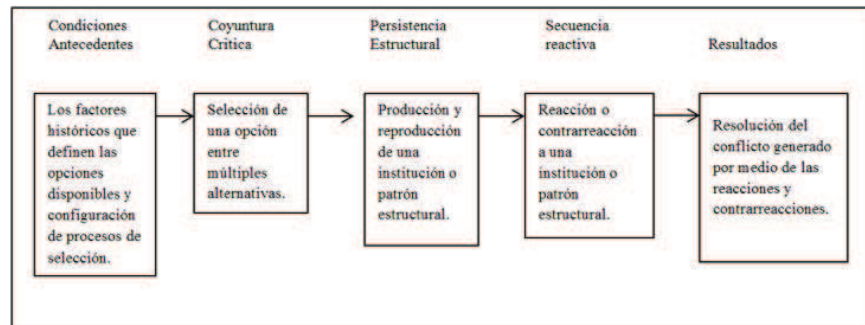 Condiciones
Antecedentes
Coyuntura
Critica
Persistencia
Estructural
Secuencia
reactiva
Resultados
Los factores
históricos que
definen las
opciones
disponibles y
configuración
de procesos de
selección.
Selección de
una opción
entre
múltiples
alternativas.
Producción y
reproducción
de una
institución o
patrón
estructural.
Reacción o
contrarreacción
a una
institución o
patrón
estructural.
Resolución del
conflicto generado
por medio de las
reacciones y
contrarreacciones.